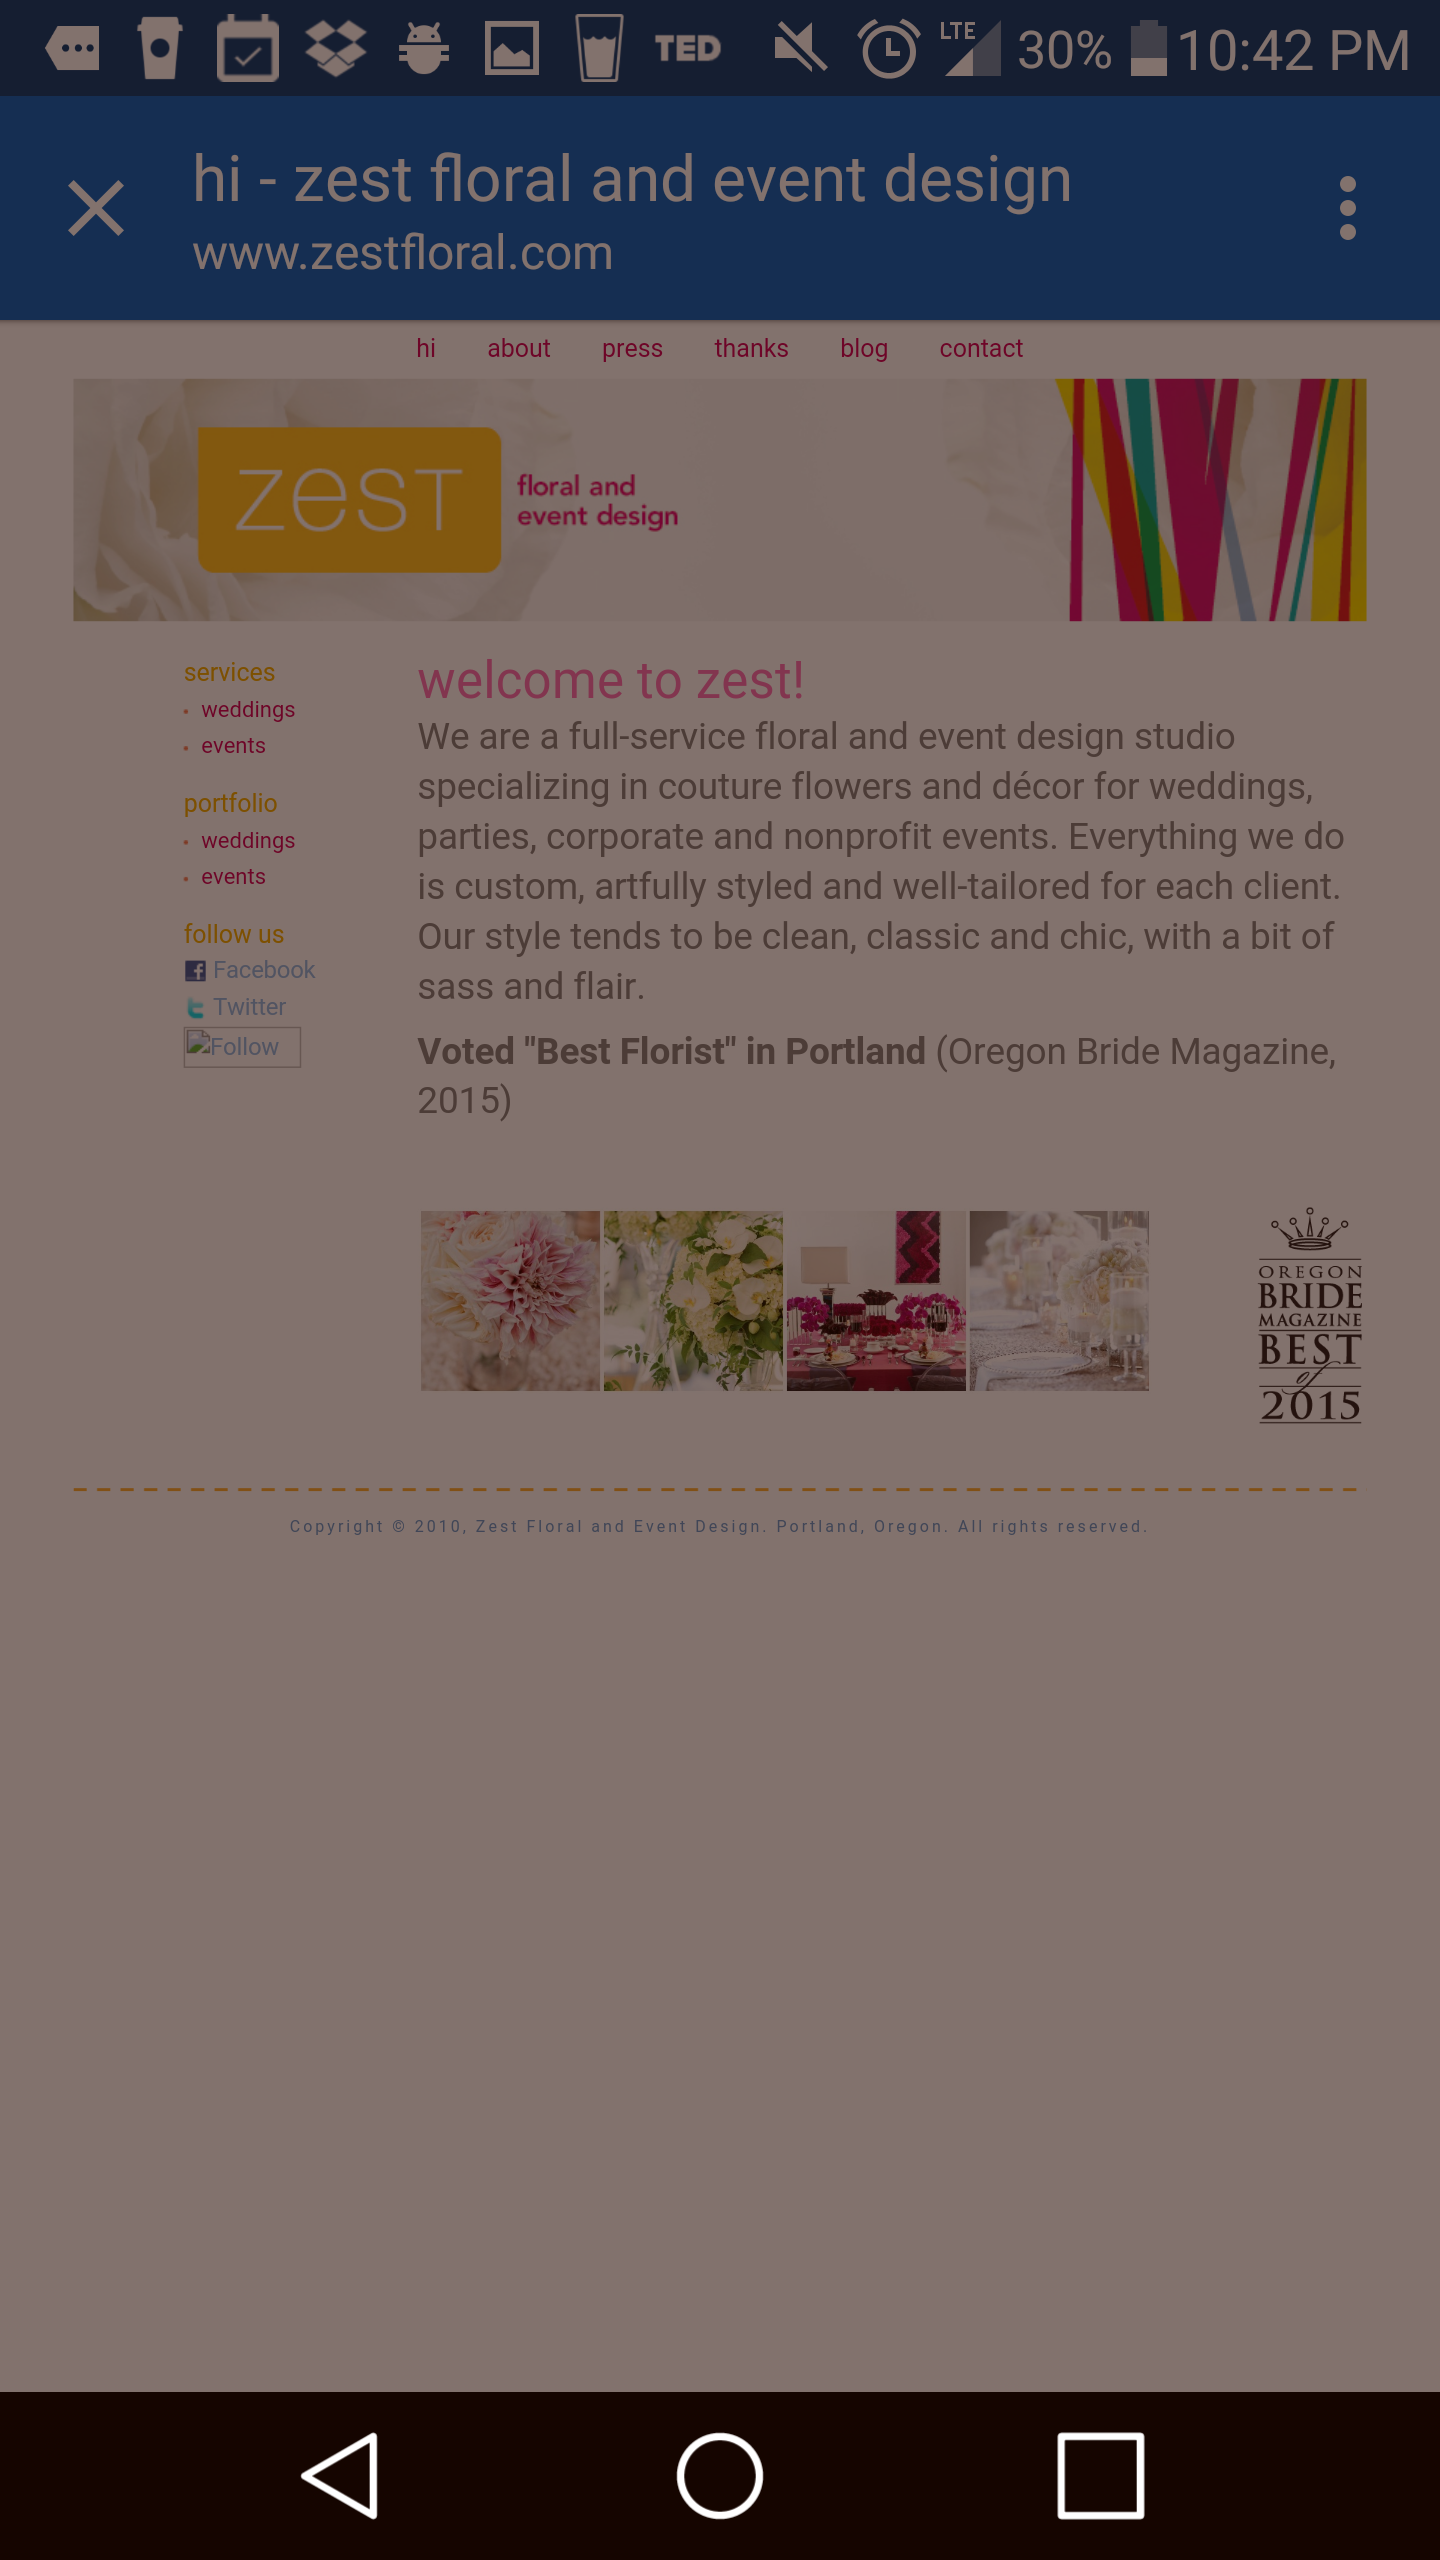 TED LTE 30% 10:42 PM
hi - zest floral and event design
www.zestfloral.com
hi about press thanks blog contact
zest
floral and
event design
services
weddings
events
portfolio
weddings
events
follow us
Facebook
Twitter
Follow
welcome to zest!
We are a full-service floral and event design studio
specializing in couture flowers and décor for weddings,
parties, corporate and nonprofit events. Everything we do
is custom, artfully styled and well-tailored for each client.
Our style tends to be clean, classic and chic, with a bit of
sass and flair.
Voted "Best Florist" in Portland (Oregon Bride Magazine,
2015)
OREGON
BRIDE
MAGAZINE
BEST
of
2015
Copyright © 2010, Zest Floral and Event Design. Portland, Oregon. All rights reserved.